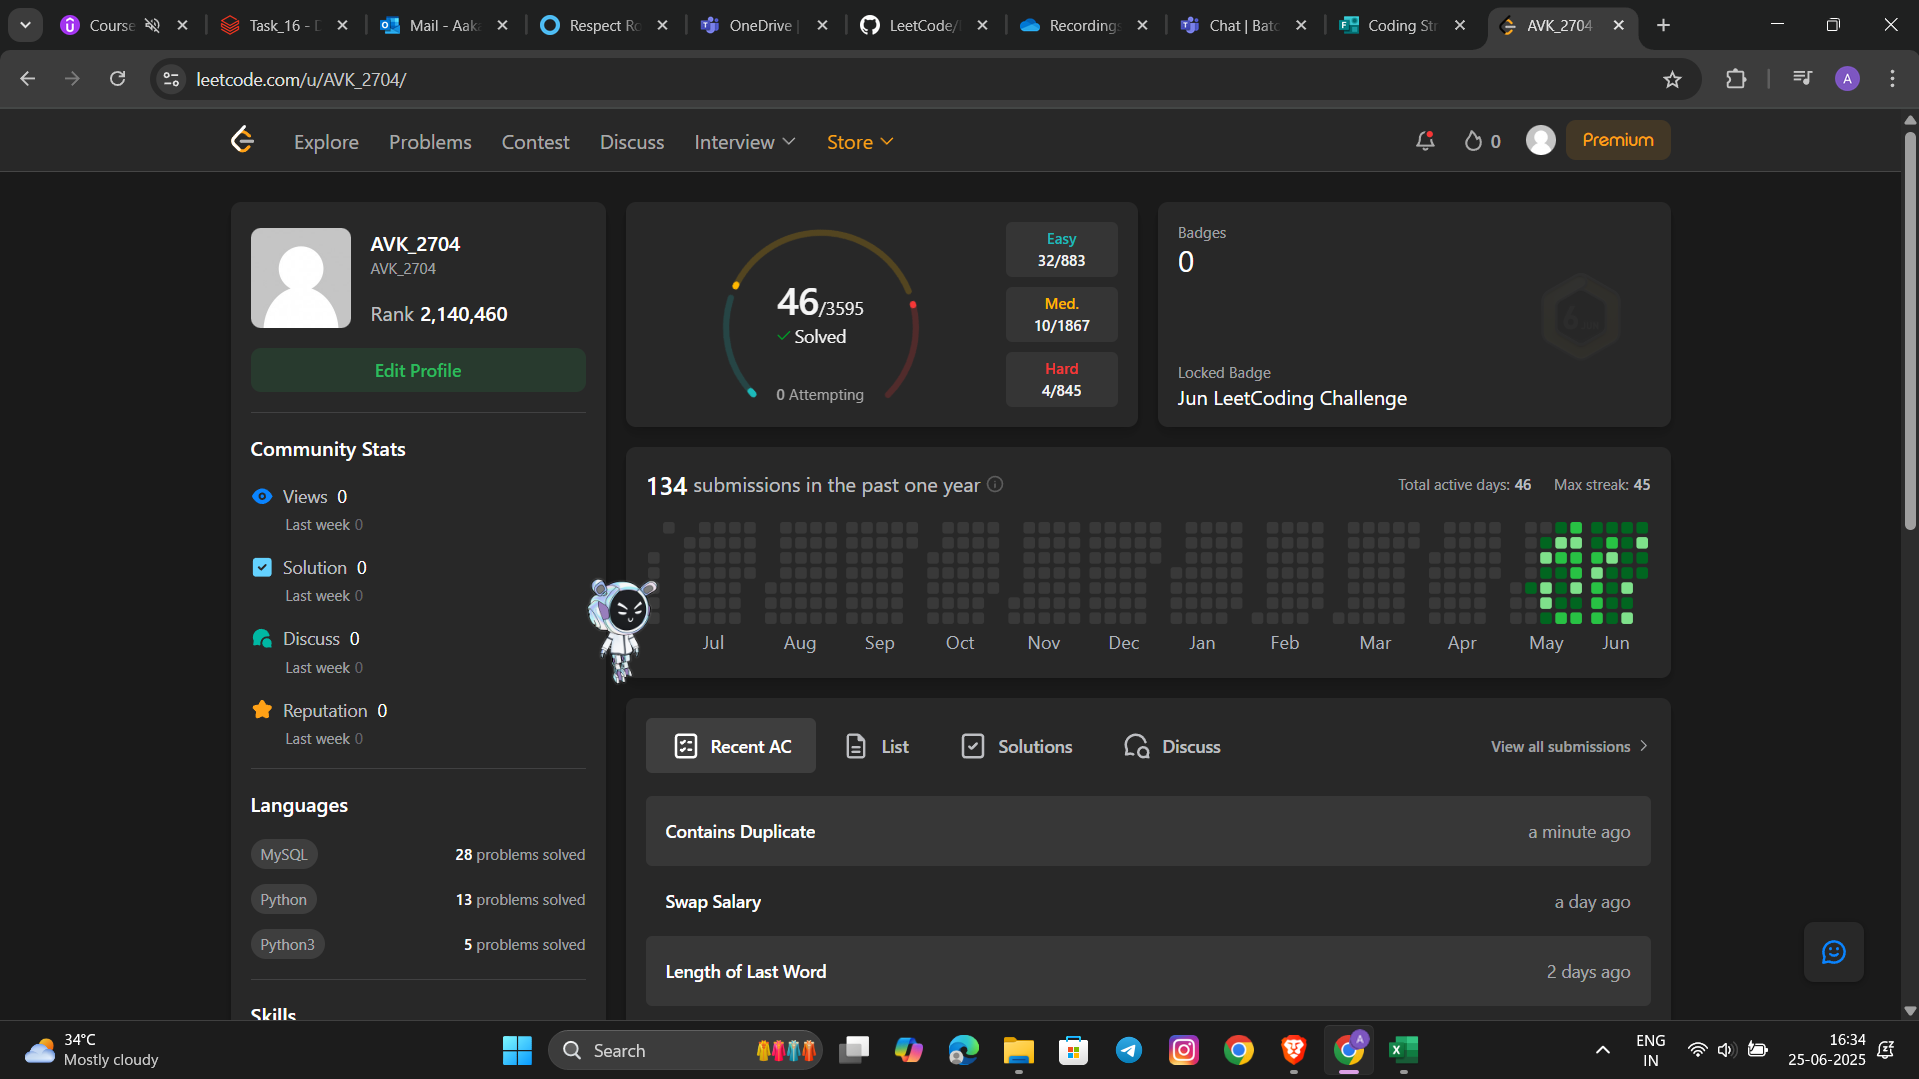 Course
Task_16 - D
Mail - Aaka
Respect Ro
OneDrive |
LeetCode/
Recordings
Chat | Batc
Coding Str
AVK_2704
leetcode.com/u/AVK_2704/
A
Explore
Problems
Contest
Discuss
Interview
Store
0
Premium
AVK_2704
AVK_2704
Rank 2,140,460
Edit Profile
Community Stats
Views 0
Last week 0
Solution 0
Last week 0
Discuss 0
Last week 0
Reputation 0
Last week 0
Languages
MySQL
28 problems solved
Python
13 problems solved
Python3
5 problems solved
Skills
46/3595
Solved
0 Attempting
Easy
32/883
Med.
10/1867
Hard
4/845
Badges
0
Locked Badge
Jun LeetCoding Challenge
134 submissions in the past one year
Total active days: 46
Max streak: 45
Jul
Aug
Sep
Oct
Nov
Dec
Jan
Feb
Mar
Apr
May
Jun
Recent AC
List
Solutions
Discuss
View all submissions
Contains Duplicate
a minute ago
Swap Salary
a day ago
Length of Last Word
2 days ago
34°C
Mostly cloudy
Search
A
ENG
IN
16:34
25-06-2025